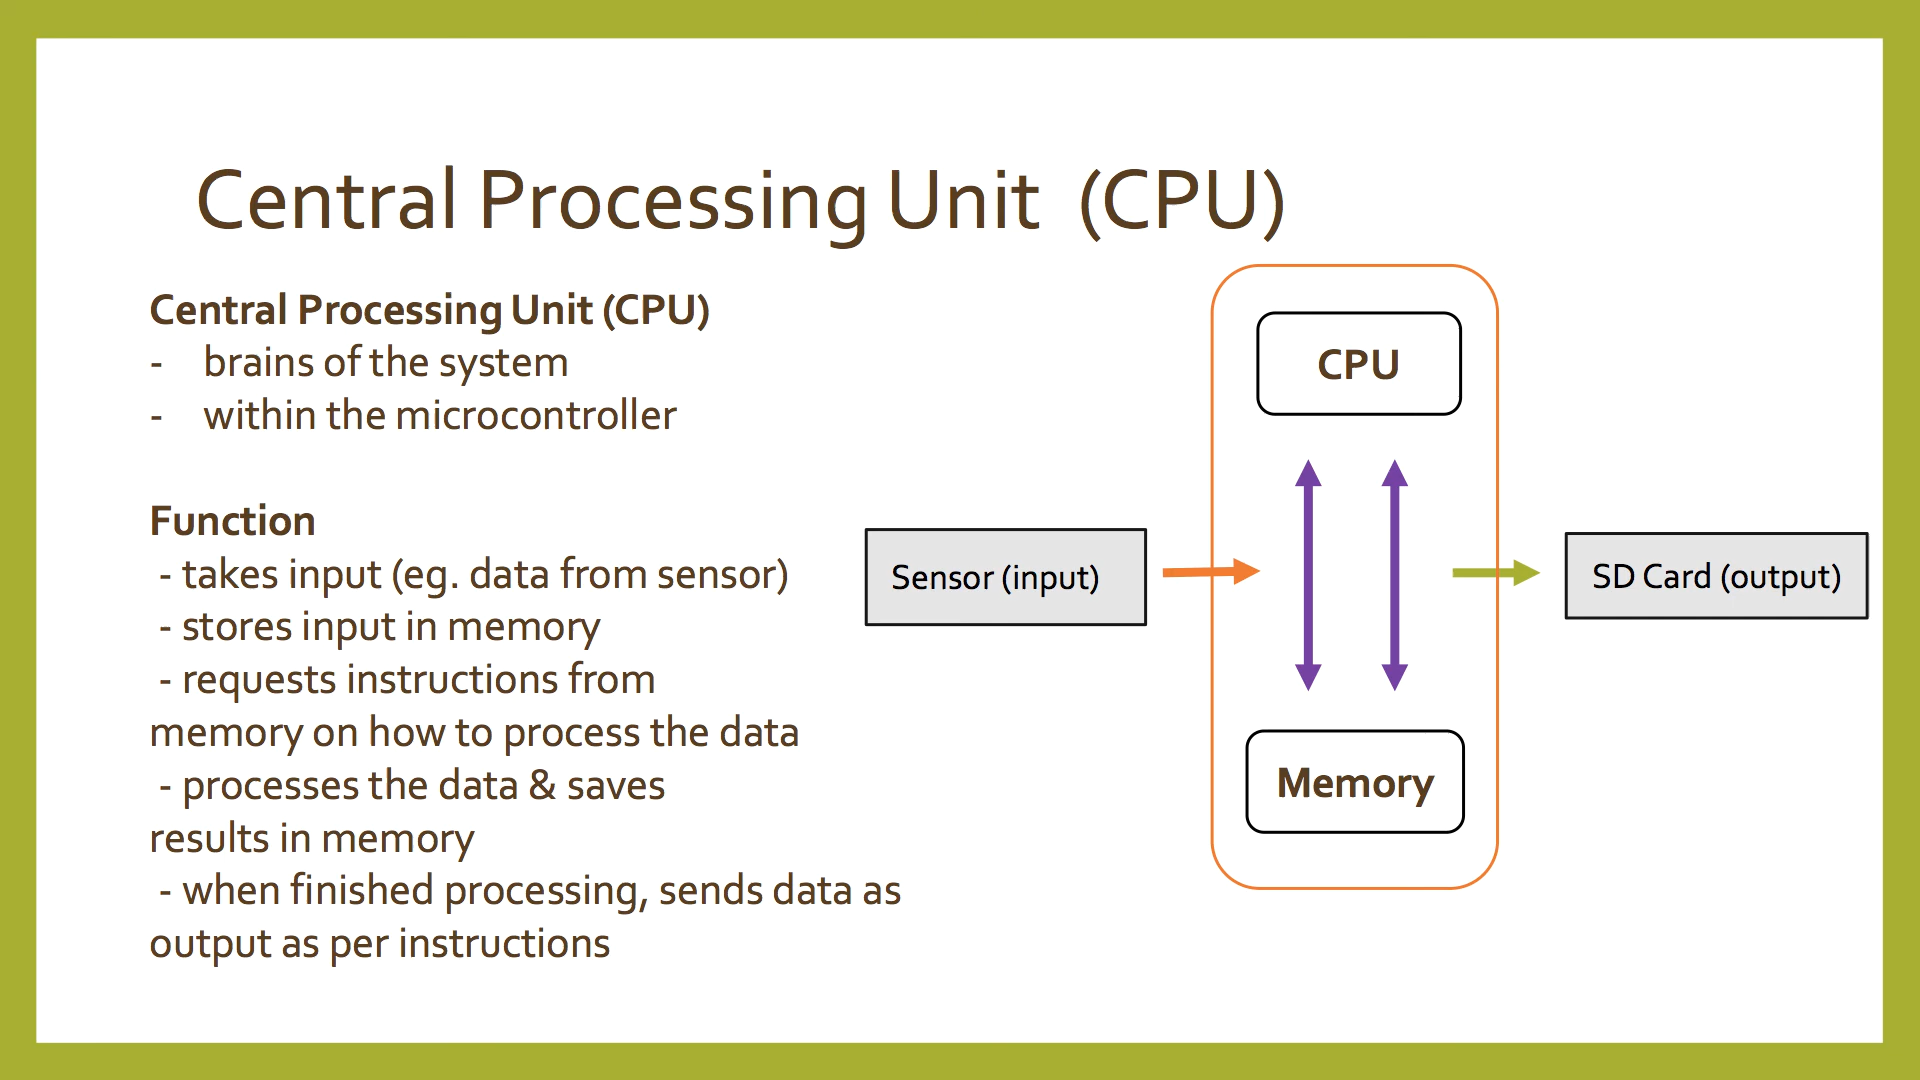 Central Processing Unit (CPU)
Central Processing Unit (CPU)
- brains of the system
- within the microcontroller
Function
- takes input (eg. data from sensor)
- stores input in memory
- requests instructions from
memory on how to process the data
- processes the data & saves
results in memory
- when finished processing, sends data as
output as per instructions
CPU
Sensor (input)
SD Card (output)
Memory